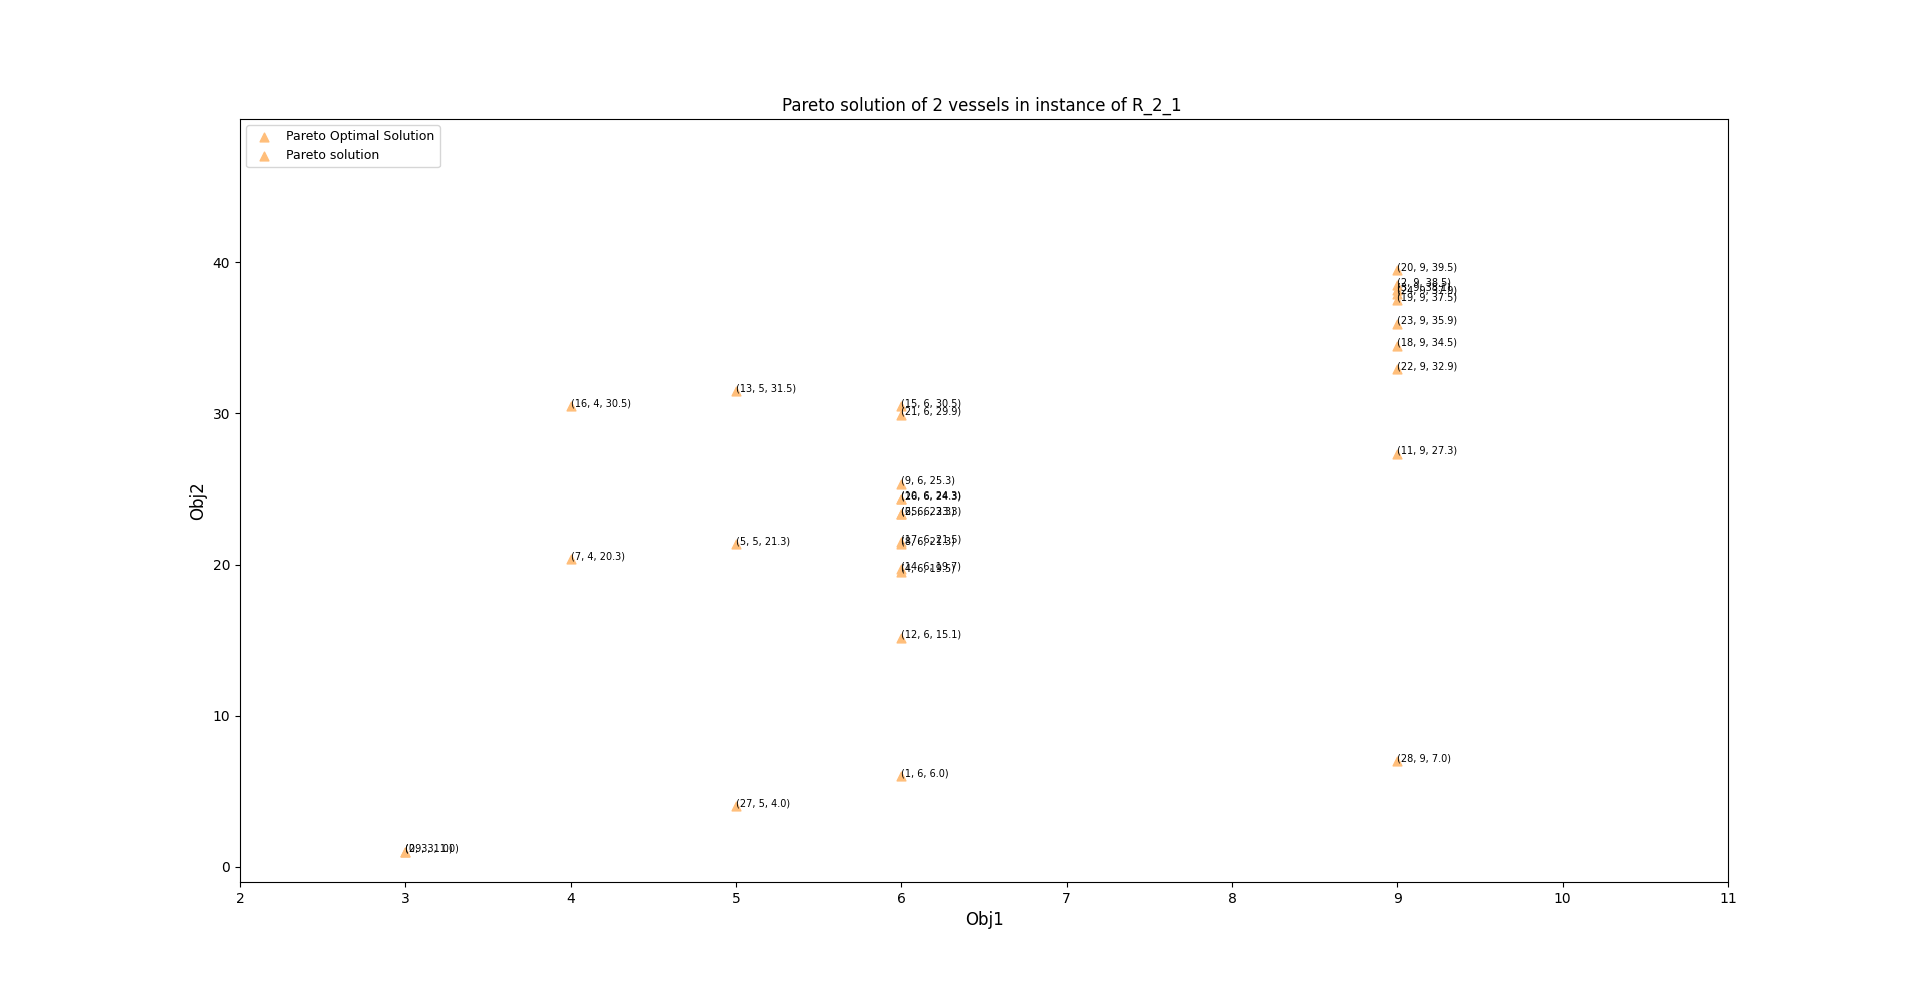 Pareto solution of 2 vessels in instance of R_2_1
Pareto Optimal Solution
Pareto solution
Obj2
40
30
20
10
0
(20, 9, 39.5)
(2, 9, 38.5)
(19, 9, 37.5)
(23, 9, 35.9)
(18, 9, 34.5)
(22, 9, 32.9)
(13, 5, 31.5)
(16, 4, 30.5)
(15, 6, 30.5)
(21, 6, 29.9)
(11, 9, 27.3)
(9, 6, 25.3)
(5, 5, 21.3)
(7, 4, 20.3)
(12, 6, 15.1)
(28, 9, 7.0)
(1, 6, 6.0)
(27, 5, 4.0)
2 3 4 5 6 7 8 9 10 11
Obj1